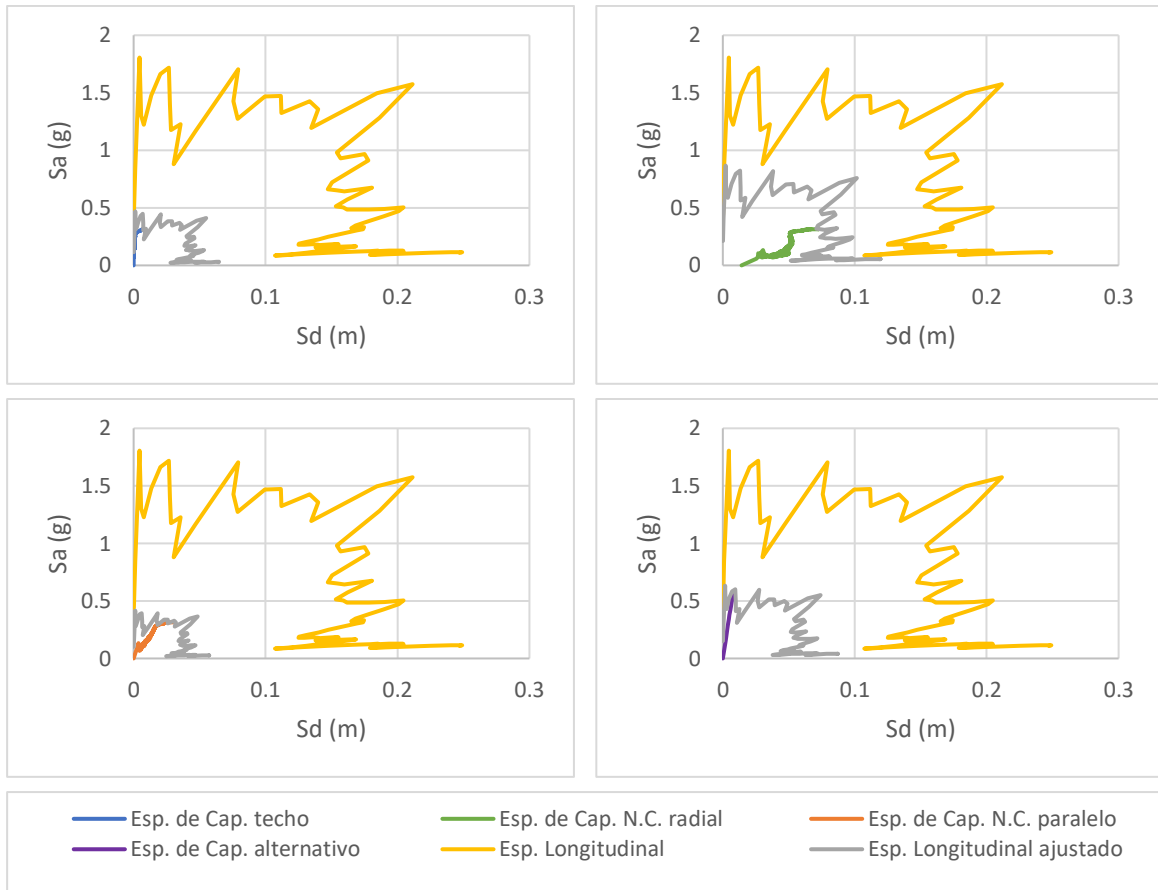 2
1.5
1
0.5
0
0
0.1
0.2
0.3
Sa (g)
Sd (m)
2
1.5
1
0.5
0
0
0.1
0.2
0.3
Sa (g)
Sd (m)
2
1.5
1
0.5
0
0
0.1
0.2
0.3
Sa (g)
Sd (m)
2
1.5
1
0.5
0
0
0.1
0.2
0.3
Sa (g)
Sd (m)
Esp. de Cap. techo
Esp. de Cap. N.C. radial
Esp. de Cap. N.C. paralelo
Esp. de Cap. alternativo
Esp. Longitudinal
Esp. Longitudinal ajustado